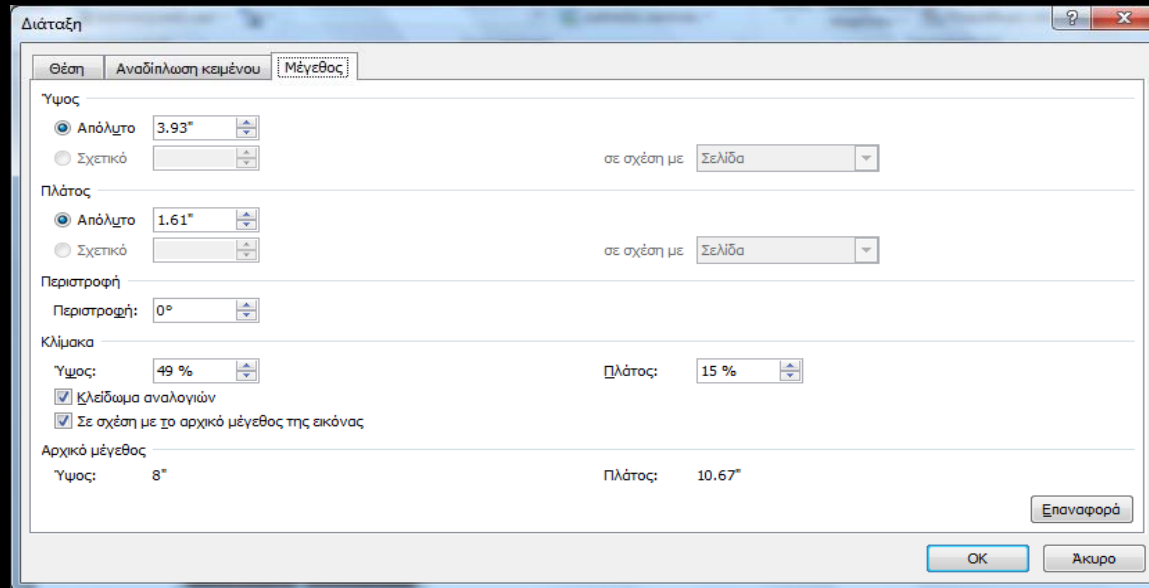 Διάταξη
Θέση Αναδίπλωση κειμένου Μέγεθος
Ύψος
Απόλυτο 3.93"
Σχετικό σε σχέση με Σελίδα
Πλάτος
Απόλυτο 1.61"
Σχετικό σε σχέση με Σελίδα
Περιστροφή
Περιστροφή: 0°
Κλίμακα
Ύψος: 49 % Πλάτος: 15 %
Κλείδωμα αναλογιών
Σε σχέση με το αρχικό μέγεθος της εικόνας
Αρχικό μέγεθος
Ύψος: 8" Πλάτος: 10.67"
Επαναφορά
OK Άκυρο